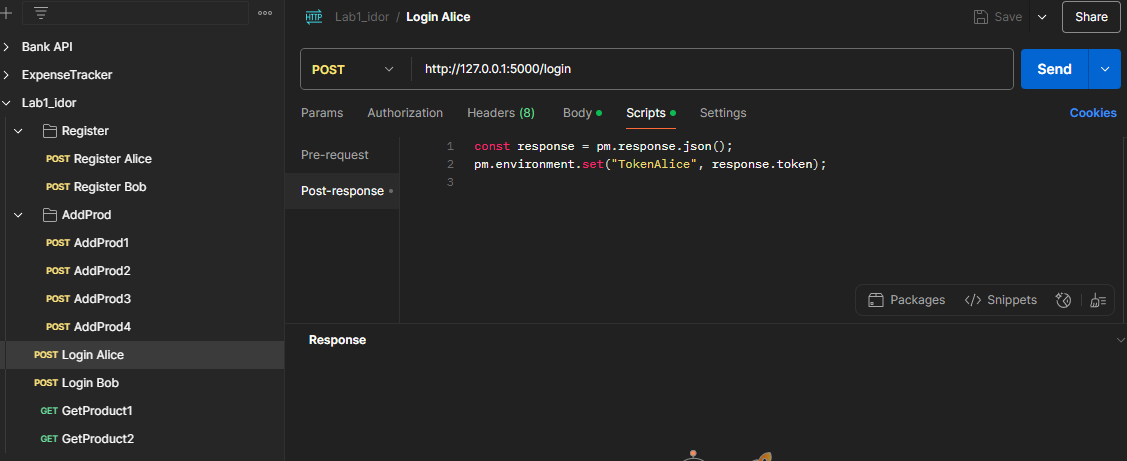 HTTP Lab1_idor / Login Alice Save Share
Bank API
ExpenseTracker
Lab1_idor
Register
POST Register Alice
POST Register Bob
AddProd
POST AddProd1
POST AddProd2
POST AddProd3
POST AddProd4
POST Login Alice
POST Login Bob
GET GetProduct1
GET GetProduct2
POST http://127.0.0.1:5000/login Send
Params Authorization Headers (8) Body Scripts Settings Cookies
Pre-request
Post-response
1 const response = pm.response.json();
2 pm.environment.set("TokenAlice", response.token);
3
Packages </> Snippets
Response